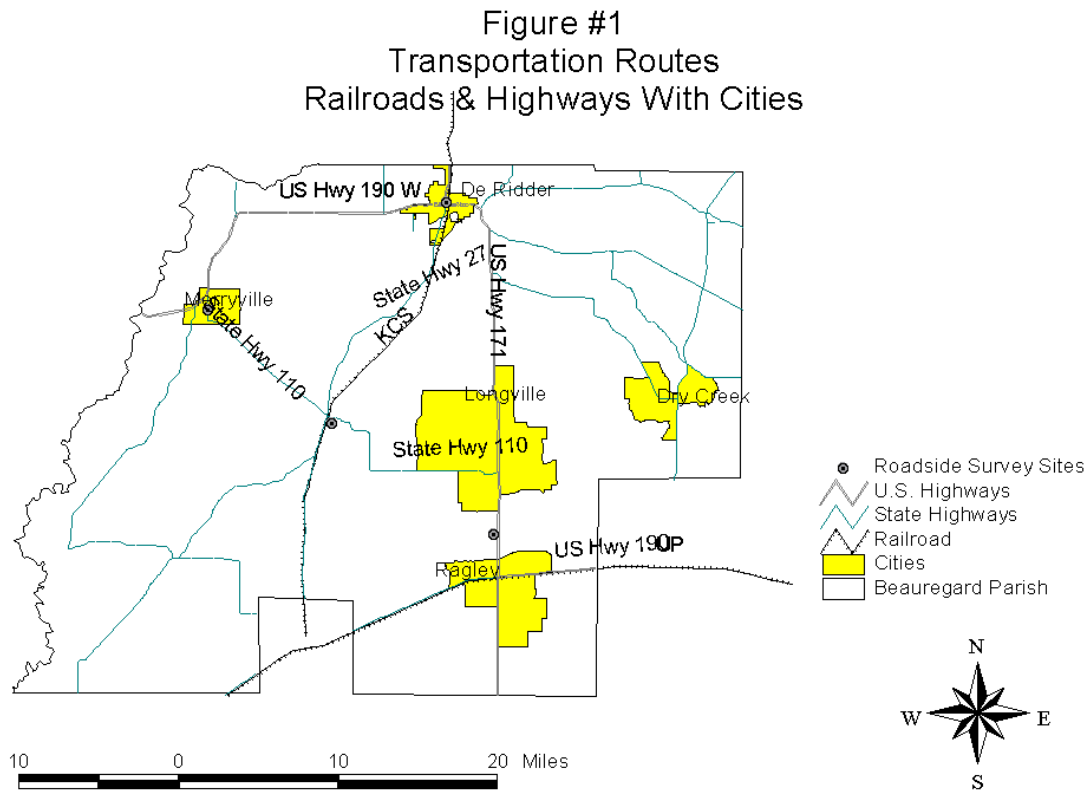 Figure #1
Transportation Routes
Railroads & Highways With Cities
US Hwy 190 W
De Ridder
State Hwy 27
US Hwy 171
Merryville
State Hwy 110
KCS
Longville
Dry Creek
State Hwy 110
US Hwy 190
UP
Ragley
Roadside Survey Sites
U.S. Highways
State Highways
Railroad
Cities
Beauregard Parish
N
W E
S
10 0 10 20 Miles